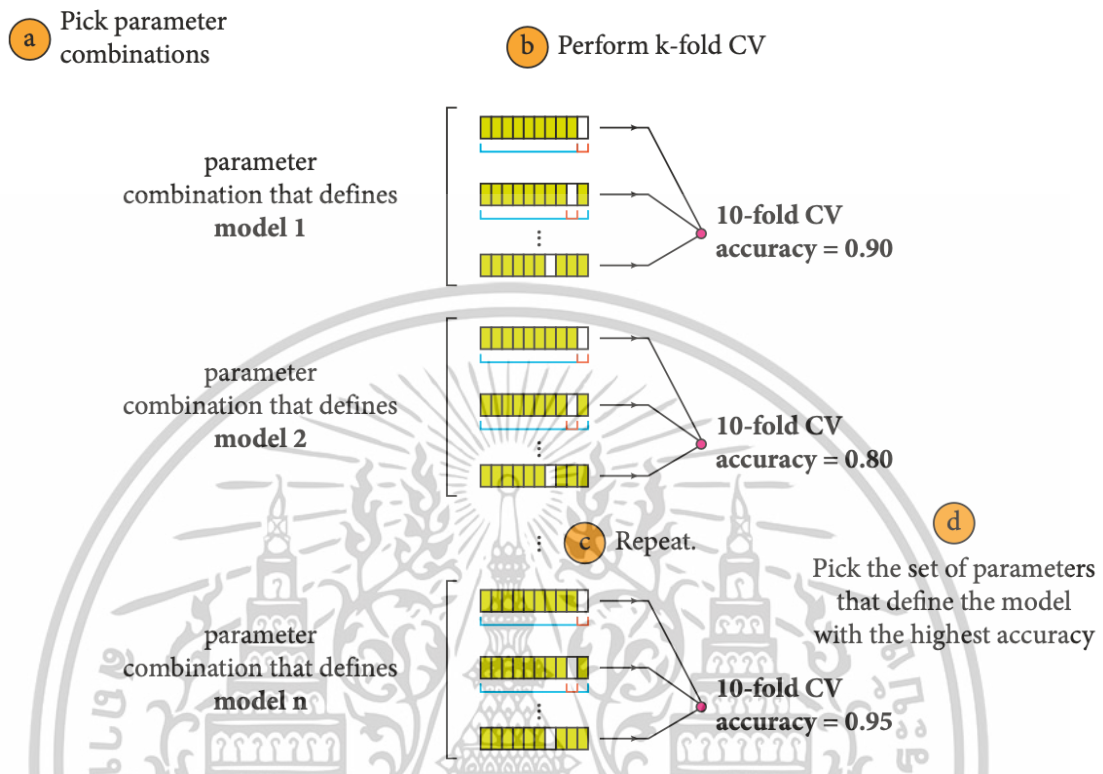 a
Pick parameter
combinations
b
Perform k-fold CV
parameter
combination that defines
model 1
10-fold CV
accuracy = 0.90
parameter
combination that defines
model 2
10-fold CV
accuracy = 0.80
c
Repeat.
d
Pick the set of parameters
that define the model
with the highest accuracy
parameter
combination that defines
model n
10-fold CV
accuracy = 0.95